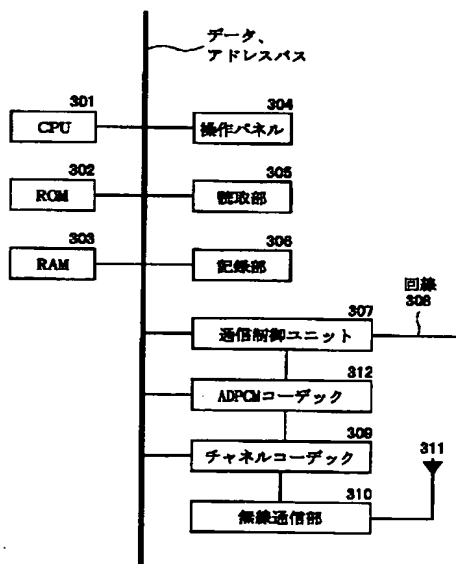 データ、
アドレスバス
301
CPU
304
操作パネル
302
ROM
305
読取部
303
RAM
306
記録部
回線
308
307
通信制御ユニット
312
ADPCMコーデック
309
チャネルコーデック
311
310
無線通信部